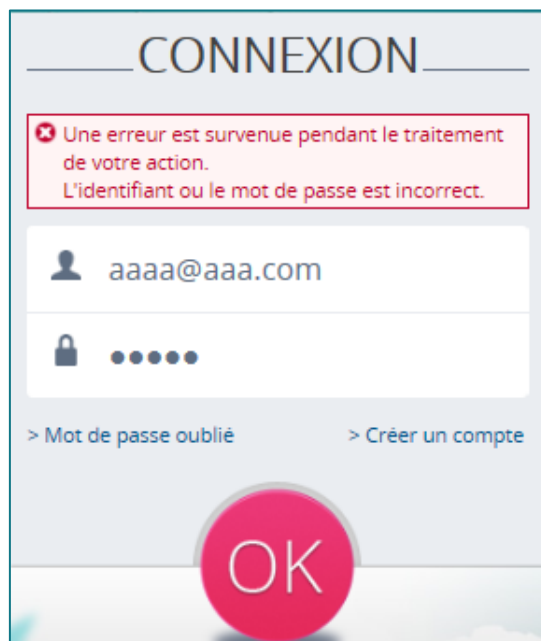 CONNEXION
Une erreur est survenue pendant le traitement
de votre action.
L'identifiant ou le mot de passe est incorrect.
aaaa@aaa.com
●●●●●
> Mot de passe oublié > Créer un compte
OK